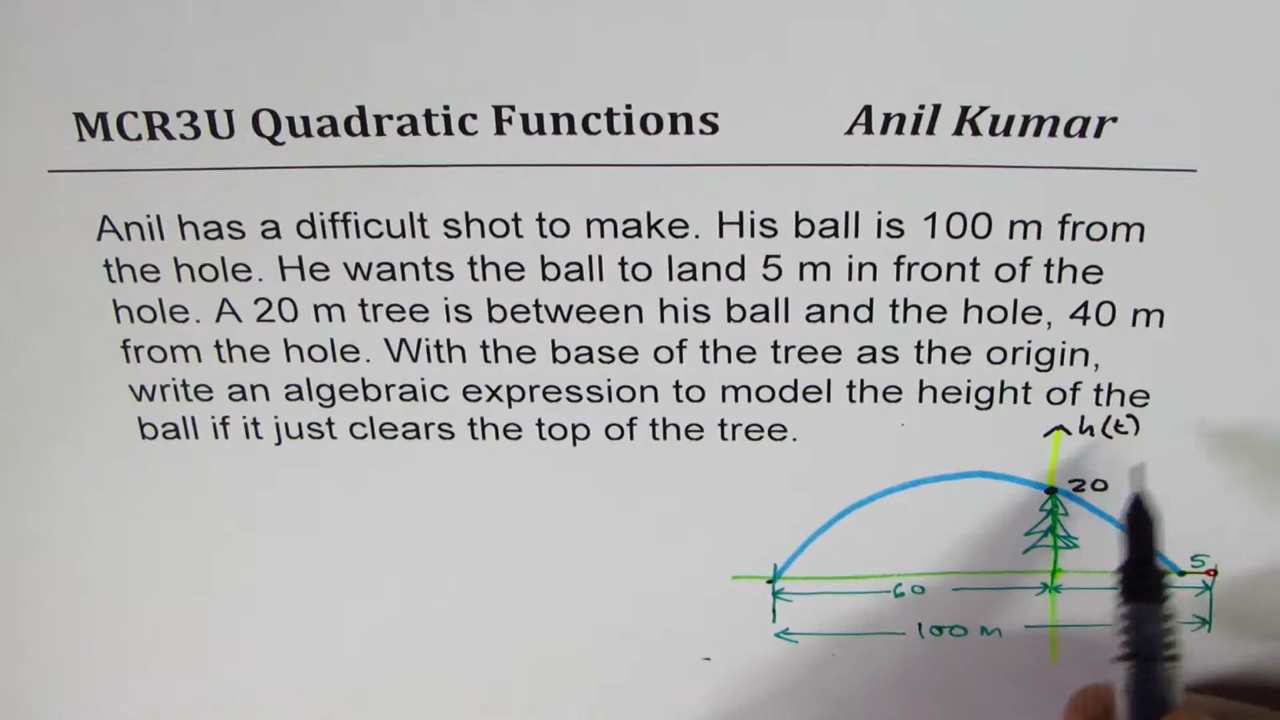 MCR3U Quadratic Functions Anil Kumar
Anil has a difficult shot to make. His ball is 100 m from
the hole. He wants the ball to land 5 m in front of the
hole. A 20 m tree is between his ball and the hole, 40 m
from the hole. With the base of the tree as the origin,
write an algebraic expression to model the height of the
ball if it just clears the top of the tree.
h(t)
20
5
60
100 m